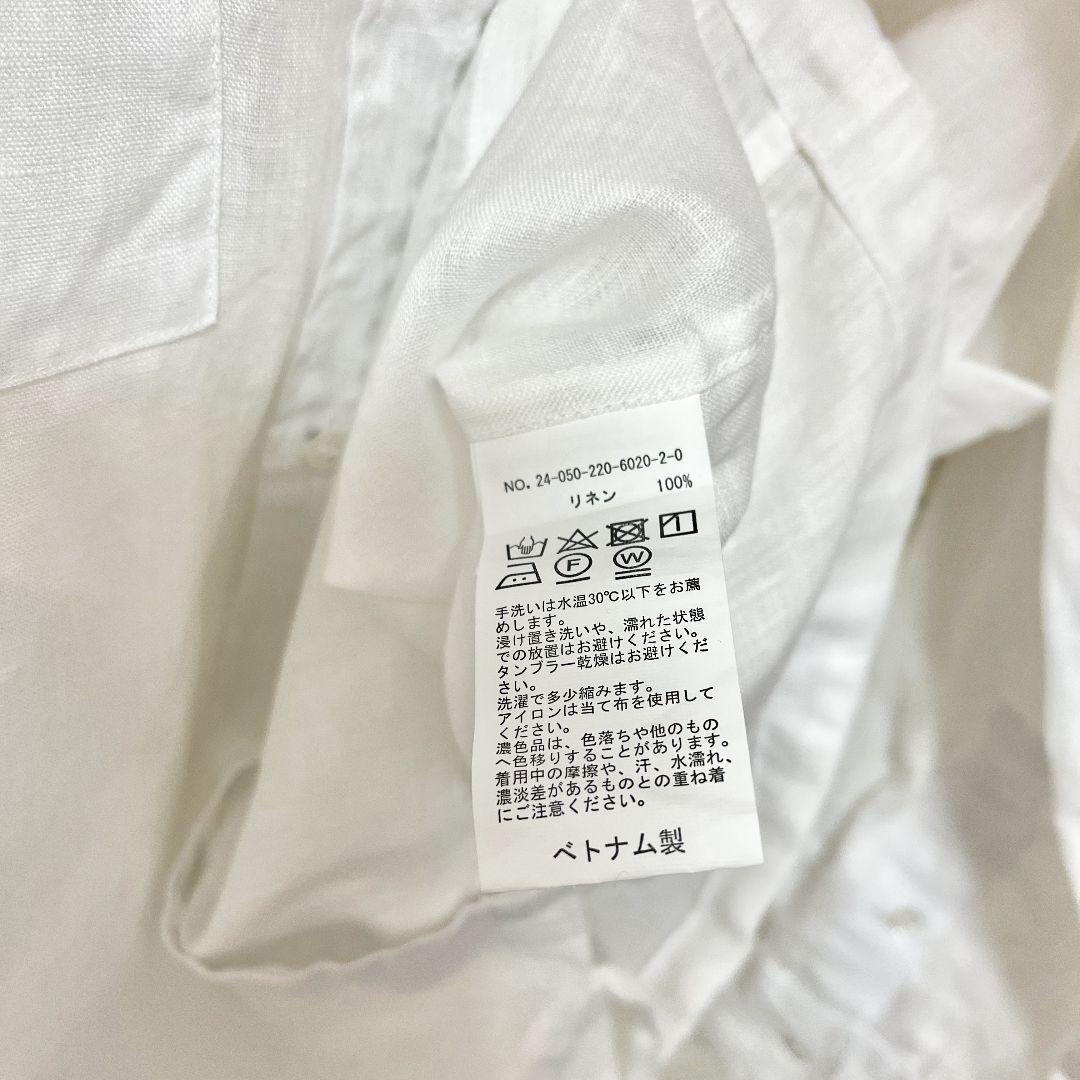 NO. 24-050-220-6020-2-0
リネン 100%
F W
手洗いは水温30℃以下をお薦
めします。
浸け置き洗いや、濡れた状態
での放置はお避けください。
タンブラー乾燥はお避けくだ
さい。
洗濯で多少縮みます。
アイロンは当て布を使用して
ください。
濃色品は、色落ちや他のもの
へ色移りすることがあります。
着用中の摩擦や、汗、水濡れ、
濃淡差があるものとの重ね着
にご注意ください。
ベトナム製